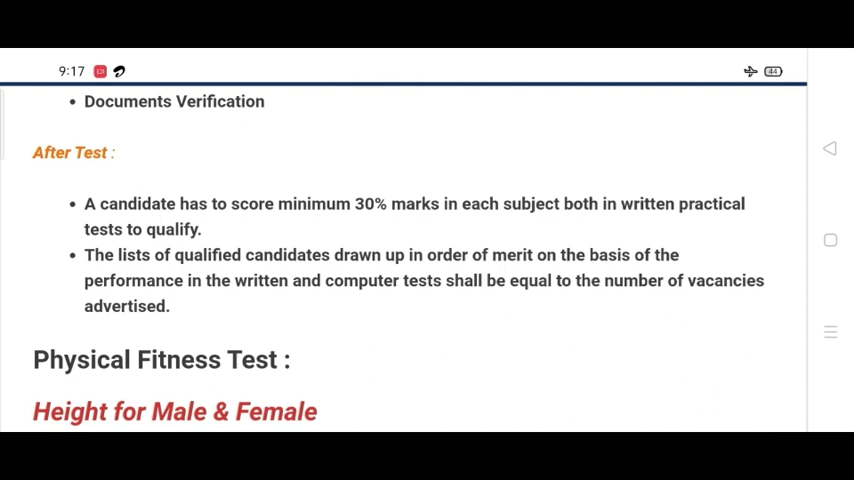 9:17
44
• Documents Verification
After Test :
• A candidate has to score minimum 30% marks in each subject both in written practical
tests to qualify.
• The lists of qualified candidates drawn up in order of merit on the basis of the
performance in the written and computer tests shall be equal to the number of vacancies
advertised.
Physical Fitness Test :
Height for Male & Female